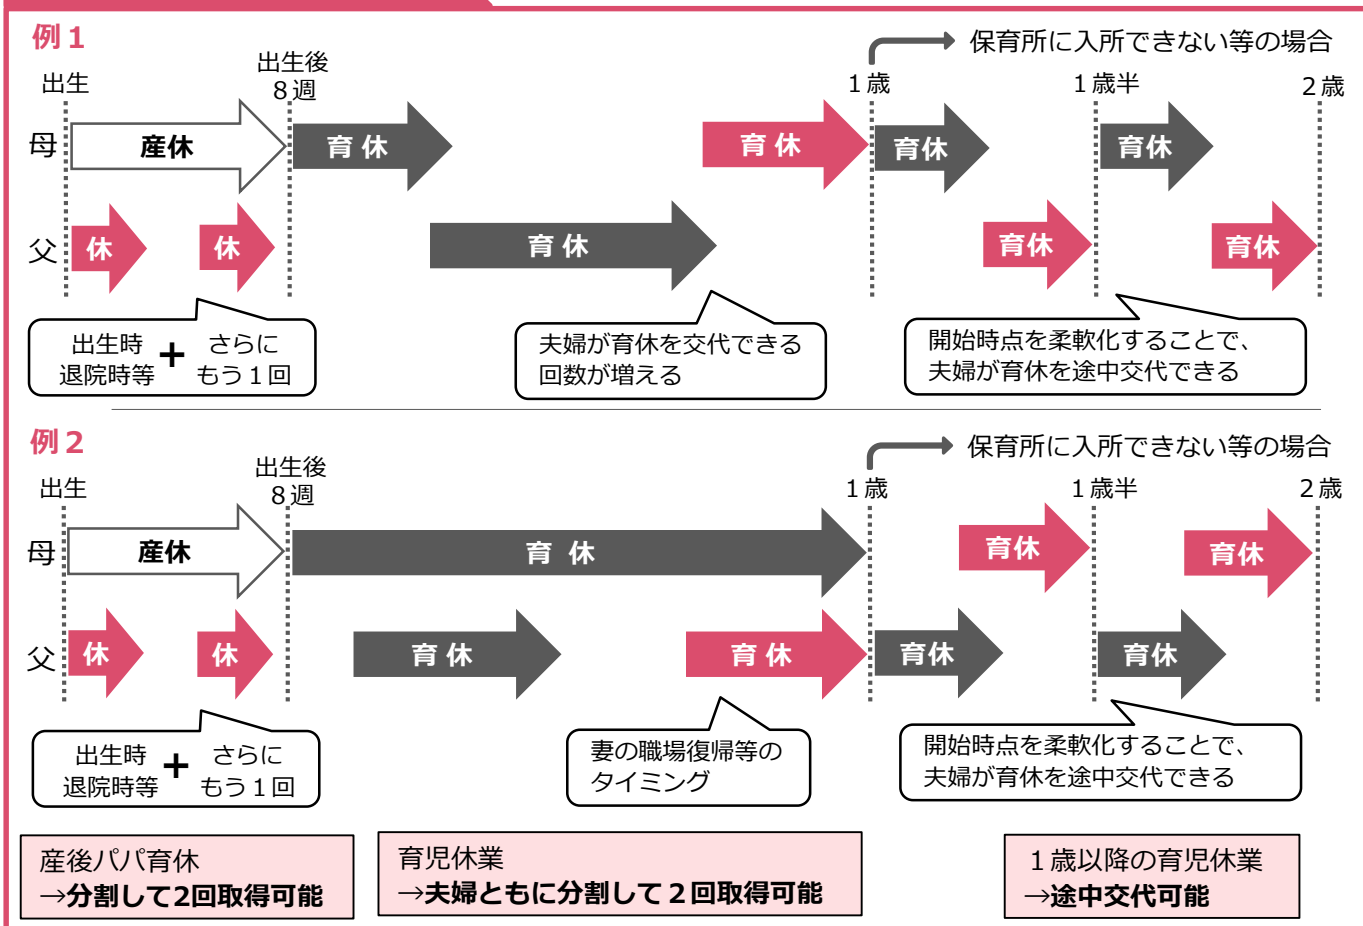 例１
保育所に入所できない等の場合
出生
出生後
８週
１歳
１歳半
２歳
母
産休
育 休
育 休
育休
育休
父
休
休
育 休
育休
育休
出生時
退院時等
＋
さらに
もう１回
夫婦が育休を交代できる
回数が増える
開始時点を柔軟化することで、
夫婦が育休を途中交代できる
例２
保育所に入所できない等の場合
出生
出生後
８週
１歳
１歳半
２歳
母
産休
育 休
育休
育休
父
休
休
育 休
育 休
育休
育休
出生時
退院時等
＋
さらに
もう１回
妻の職場復帰等の
タイミング
開始時点を柔軟化することで、
夫婦が育休を途中交代できる
産後パパ育休
→分割して2回取得可能
育児休業
→夫婦ともに分割して２回取得可能
１歳以降の育児休業
→途中交代可能